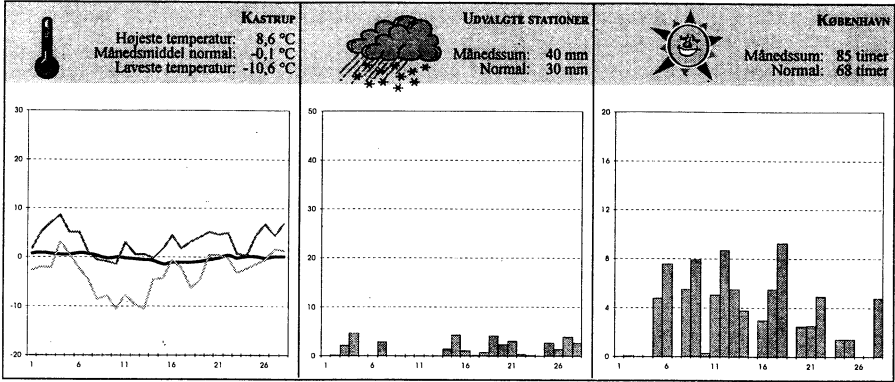 KASTRUP
Højeste temperatur: 8,6 °C
Månedsmiddel normal: -0,1 °C
Laveste temperatur: -10,6 °C
30
20
10
0
-10
-20
1 6 11 16 21 26
UDVALGTE STATIONER
Månedssum: 40 mm
Normal: 30 mm
50
40
30
20
10
0
1 6 11 16 21 26
KØBENHAVN
Månedssum: 85 timer
Normal: 68 timer
20
16
12
8
4
0
1 6 11 16 21 26